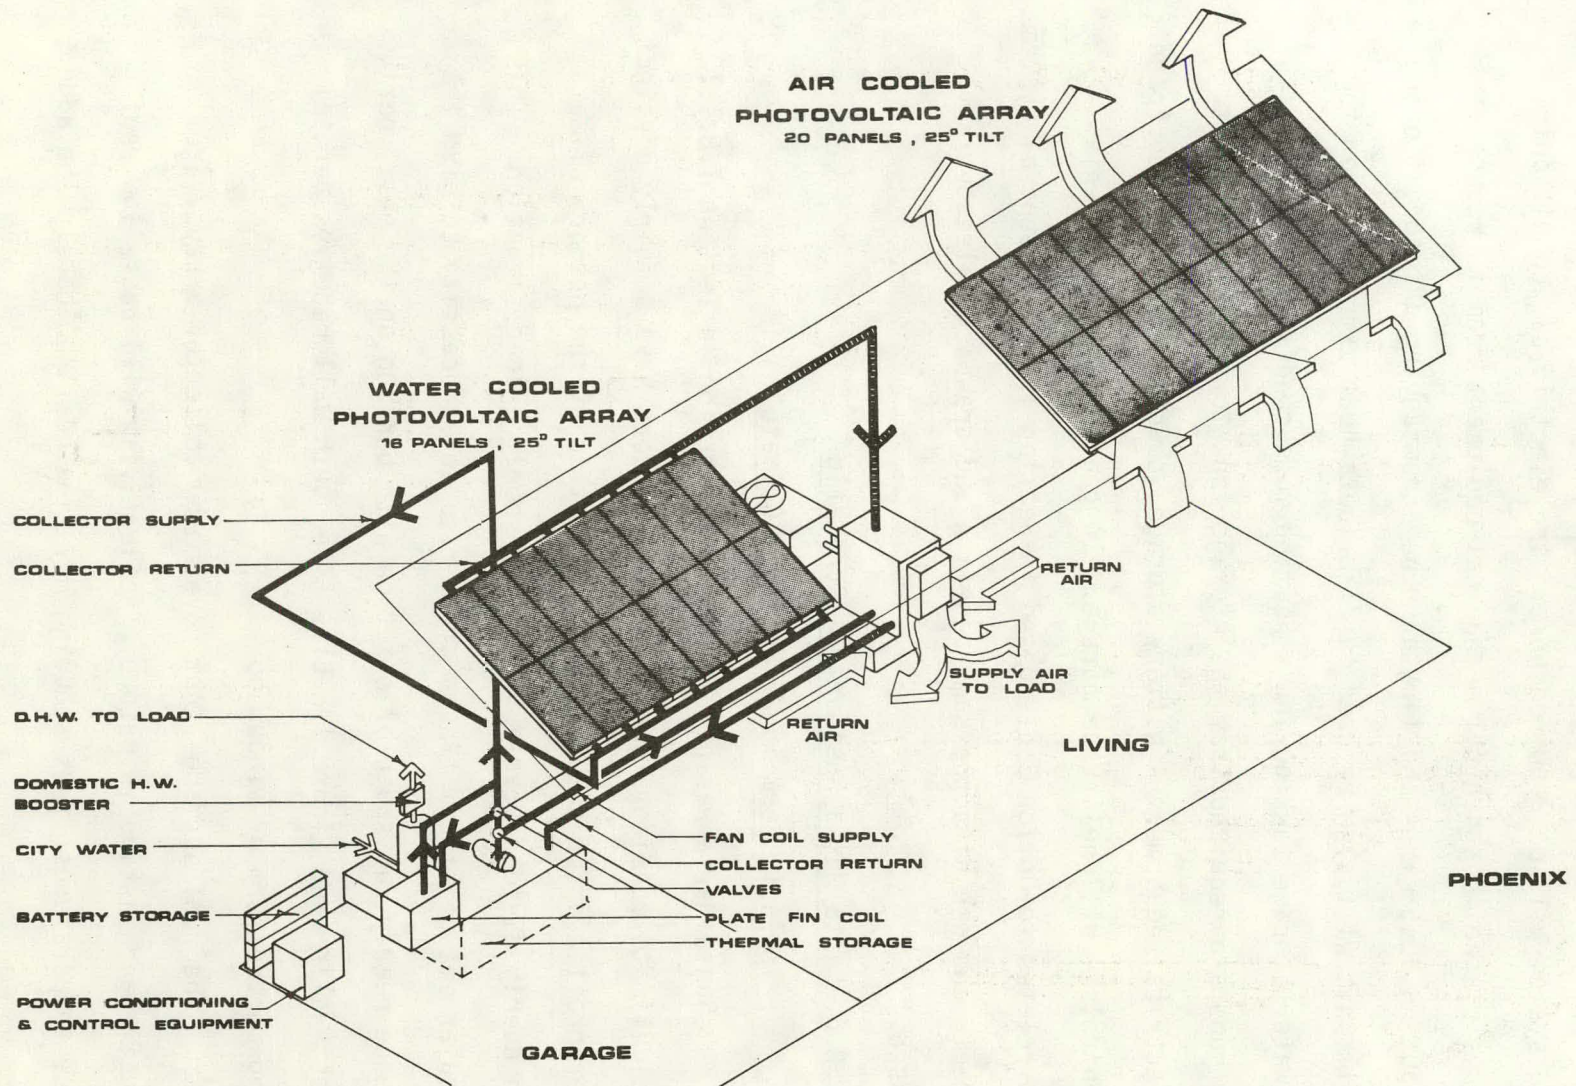 AIR COOLED
PHOTOVOLTAIC ARRAY
20 PANELS , 25° TILT
WATER COOLED
PHOTOVOLTAIC ARRAY
16 PANELS , 25° TILT
COLLECTOR SUPPLY
COLLECTOR RETURN
RETURN
AIR
SUPPLY AIR
TO LOAD
RETURN
AIR
LIVING
D.H.W. TO LOAD
DOMESTIC H.W.
BOOSTER
CITY WATER
FAN COIL SUPPLY
COLLECTOR RETURN
VALVES
PLATE FIN COIL
THEPMAL STORAGE
PHOENIX
BATTERY STORAGE
POWER CONDITIONING
& CONTROL EQUIPMENT
GARAGE